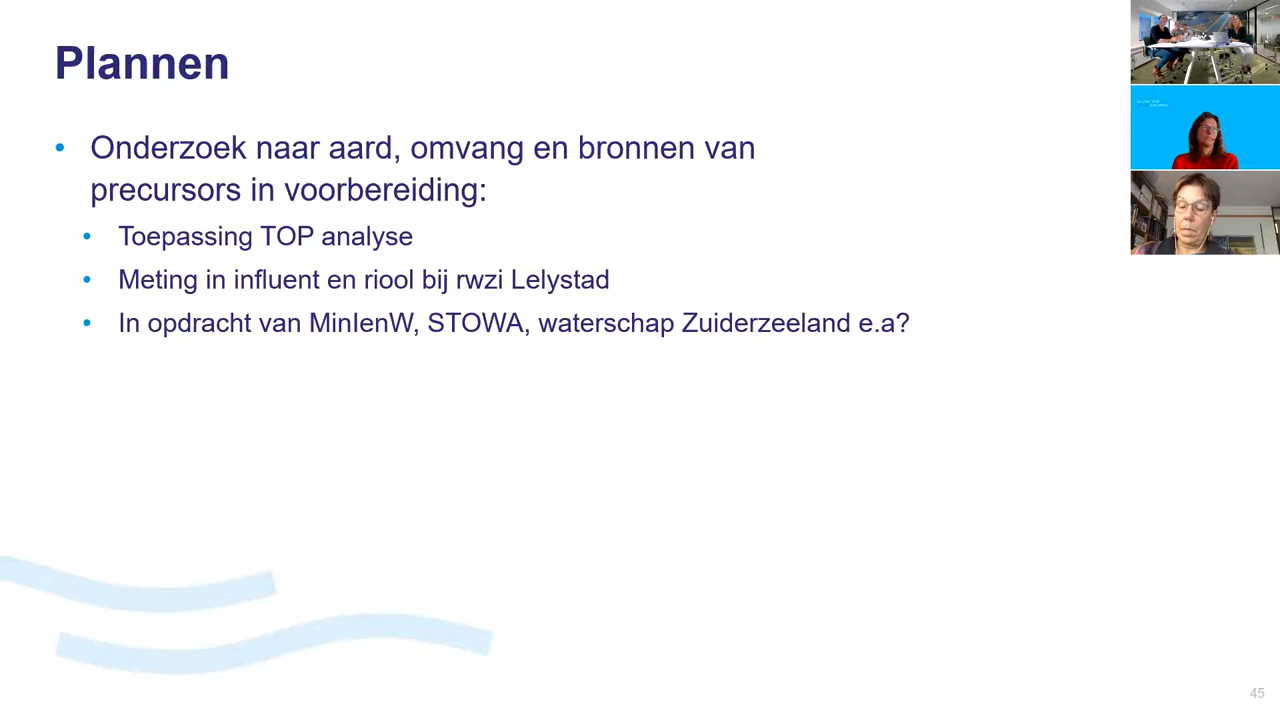 Plannen
• Onderzoek naar aard, omvang en bronnen van
precursors in voorbereiding:
• Toepassing TOP analyse
• Meting in influent en riool bij rwzi Lelystad
• In opdracht van MinIenW, STOWA, waterschap Zuiderzeeland e.a?
45